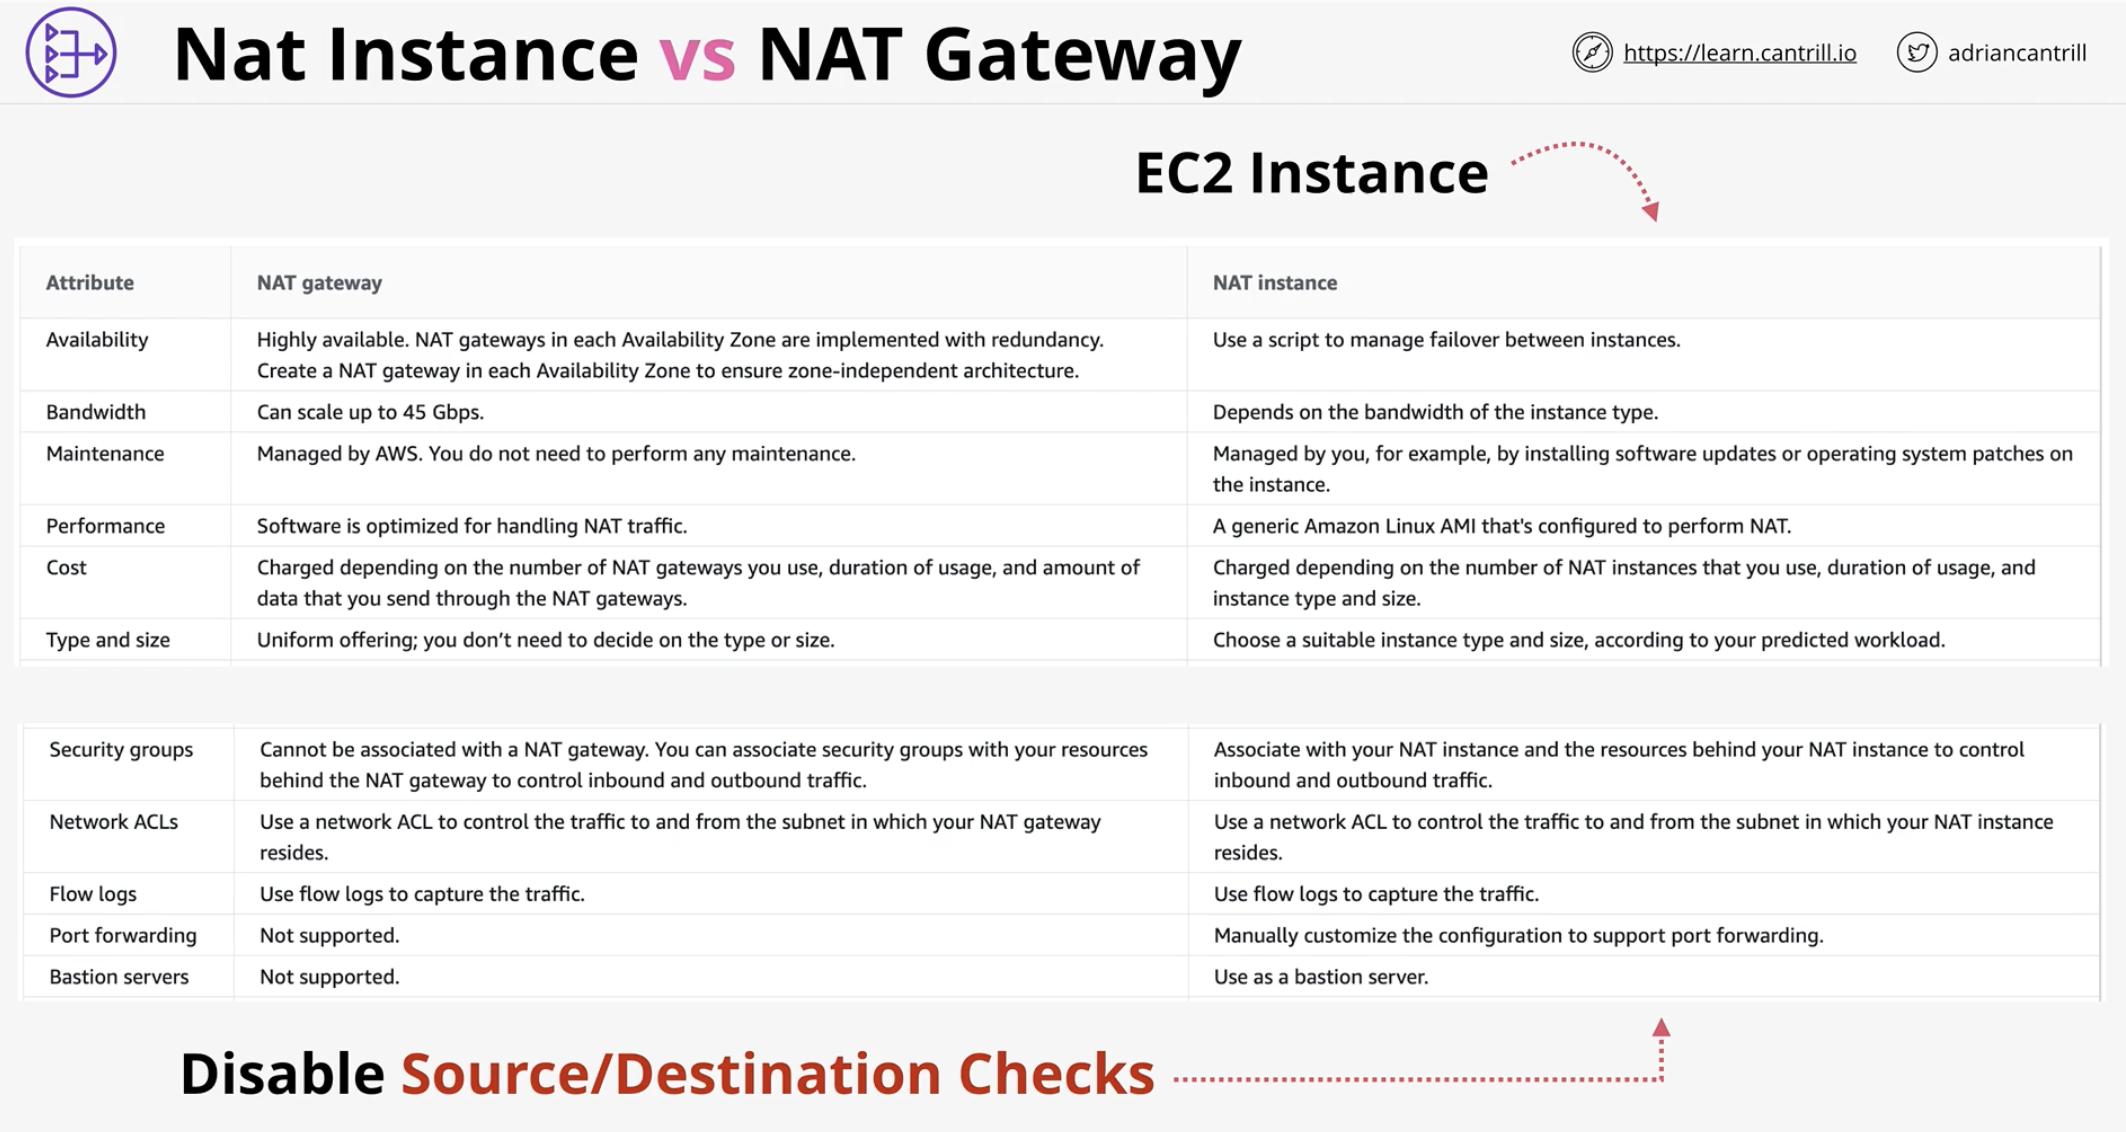 Nat Instance vs NAT Gateway
https://learn.cantrill.io
adriancantrill
EC2 Instance
Attribute
NAT gateway
NAT instance
Availability
Highly available. NAT gateways in each Availability Zone are implemented with redundancy.
Create a NAT gateway in each Availability Zone to ensure zone-independent architecture.
Use a script to manage failover between instances.
Bandwidth
Can scale up to 45 Gbps.
Depends on the bandwidth of the instance type.
Maintenance
Managed by AWS. You do not need to perform any maintenance.
Managed by you, for example, by installing software updates or operating system patches on
the instance.
Performance
Software is optimized for handling NAT traffic.
A generic Amazon Linux AMI that's configured to perform NAT.
Cost
Charged depending on the number of NAT gateways you use, duration of usage, and amount of
data that you send through the NAT gateways.
Charged depending on the number of NAT instances that you use, duration of usage, and
instance type and size.
Type and size
Uniform offering; you don’t need to decide on the type or size.
Choose a suitable instance type and size, according to your predicted workload.
Security groups
Cannot be associated with a NAT gateway. You can associate security groups with your resources
behind the NAT gateway to control inbound and outbound traffic.
Associate with your NAT instance and the resources behind your NAT instance to control
inbound and outbound traffic.
Network ACLs
Use a network ACL to control the traffic to and from the subnet in which your NAT gateway
resides.
Use a network ACL to control the traffic to and from the subnet in which your NAT instance
resides.
Flow logs
Use flow logs to capture the traffic.
Use flow logs to capture the traffic.
Port forwarding
Not supported.
Manually customize the configuration to support port forwarding.
Bastion servers
Not supported.
Use as a bastion server.
Disable Source/Destination Checks